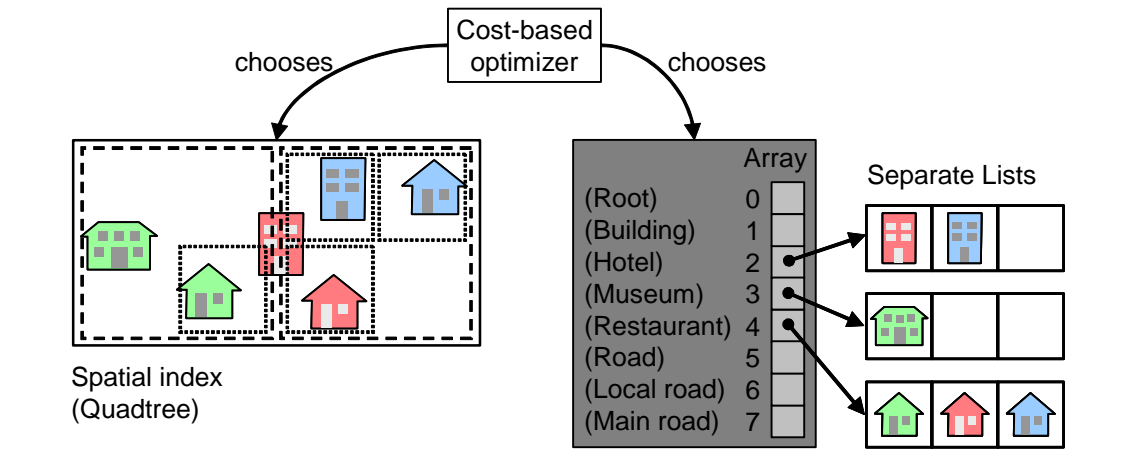 Cost-based
optimizer
chooses
chooses
Spatial index
(Quadtree)
Array
(Root) 0
(Building) 1
(Hotel) 2
(Museum) 3
(Restaurant) 4
(Road) 5
(Local road) 6
(Main road) 7
Separate Lists